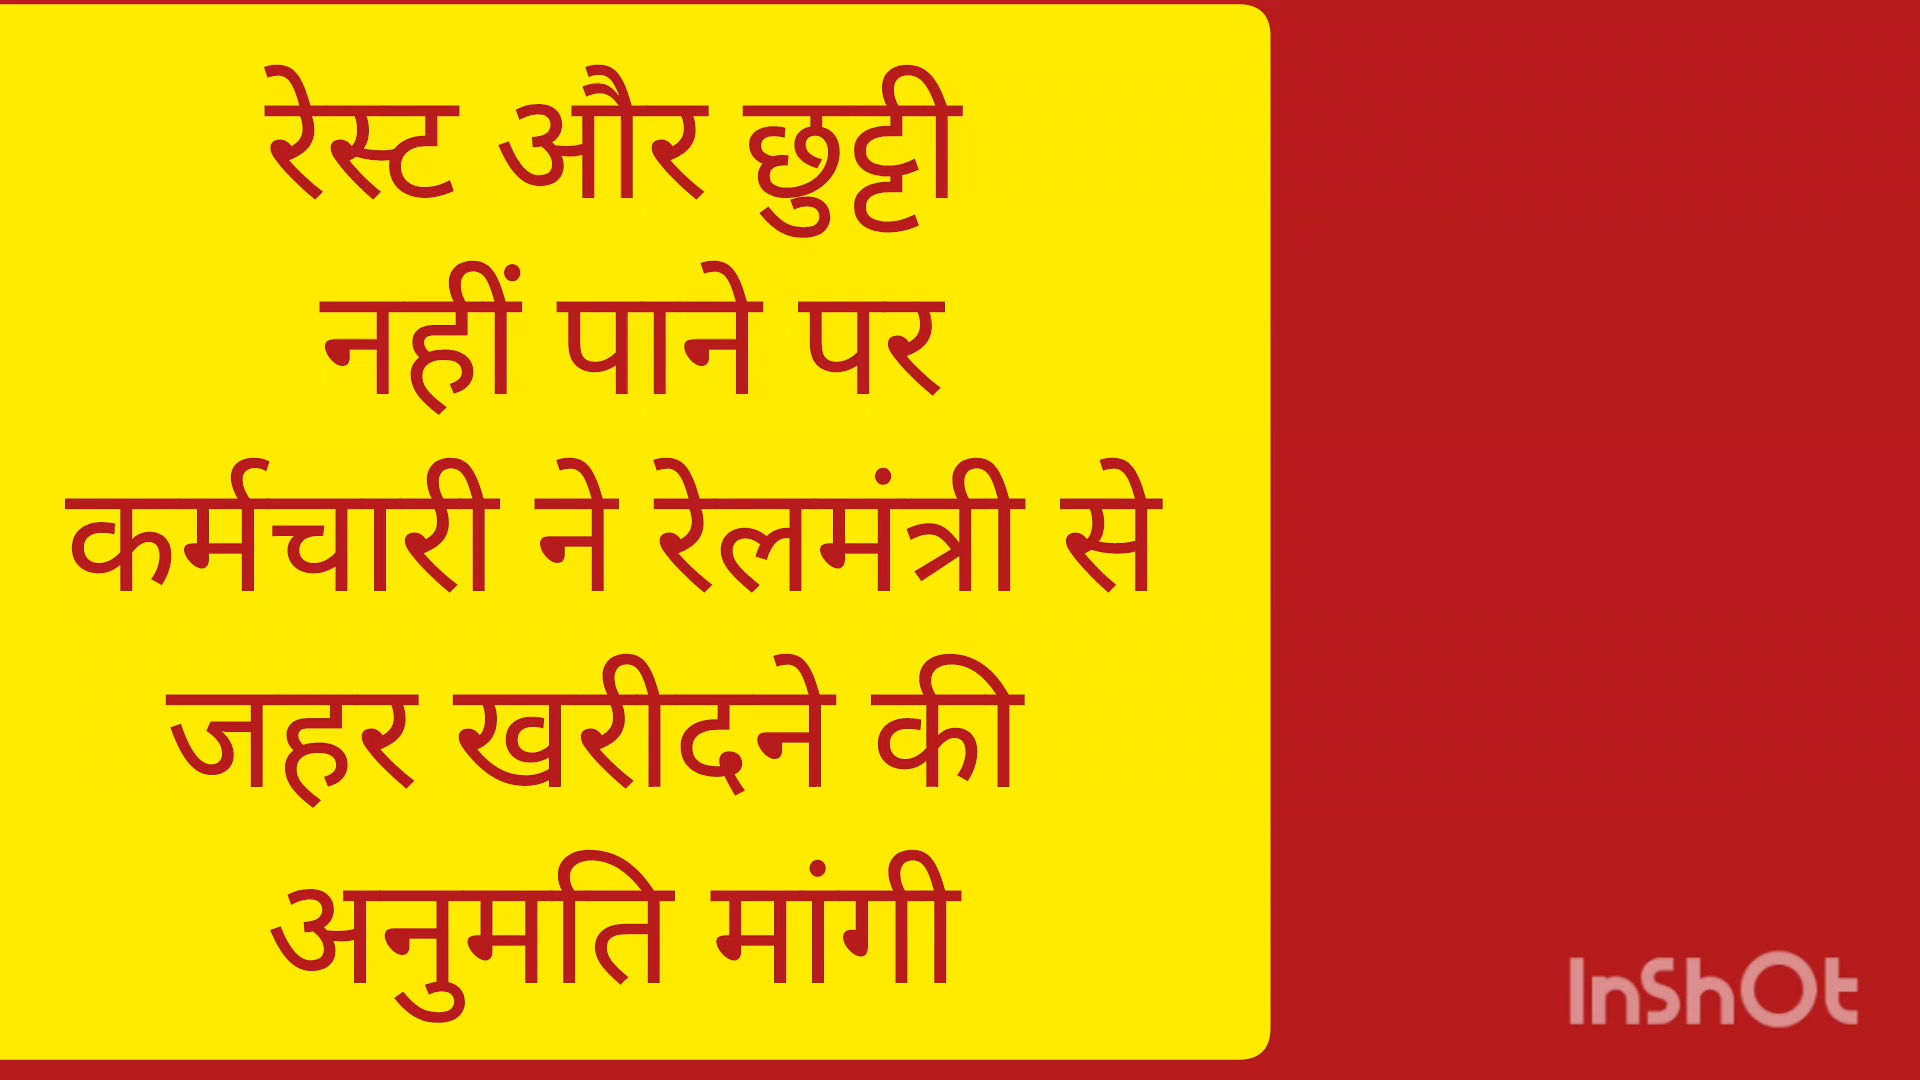 रेस्ट और छुट्टी
नहीं पाने पर
कर्मचारी ने रेलमंत्री से
जहर खरीदने की
अनुमति मांगी
InShOt